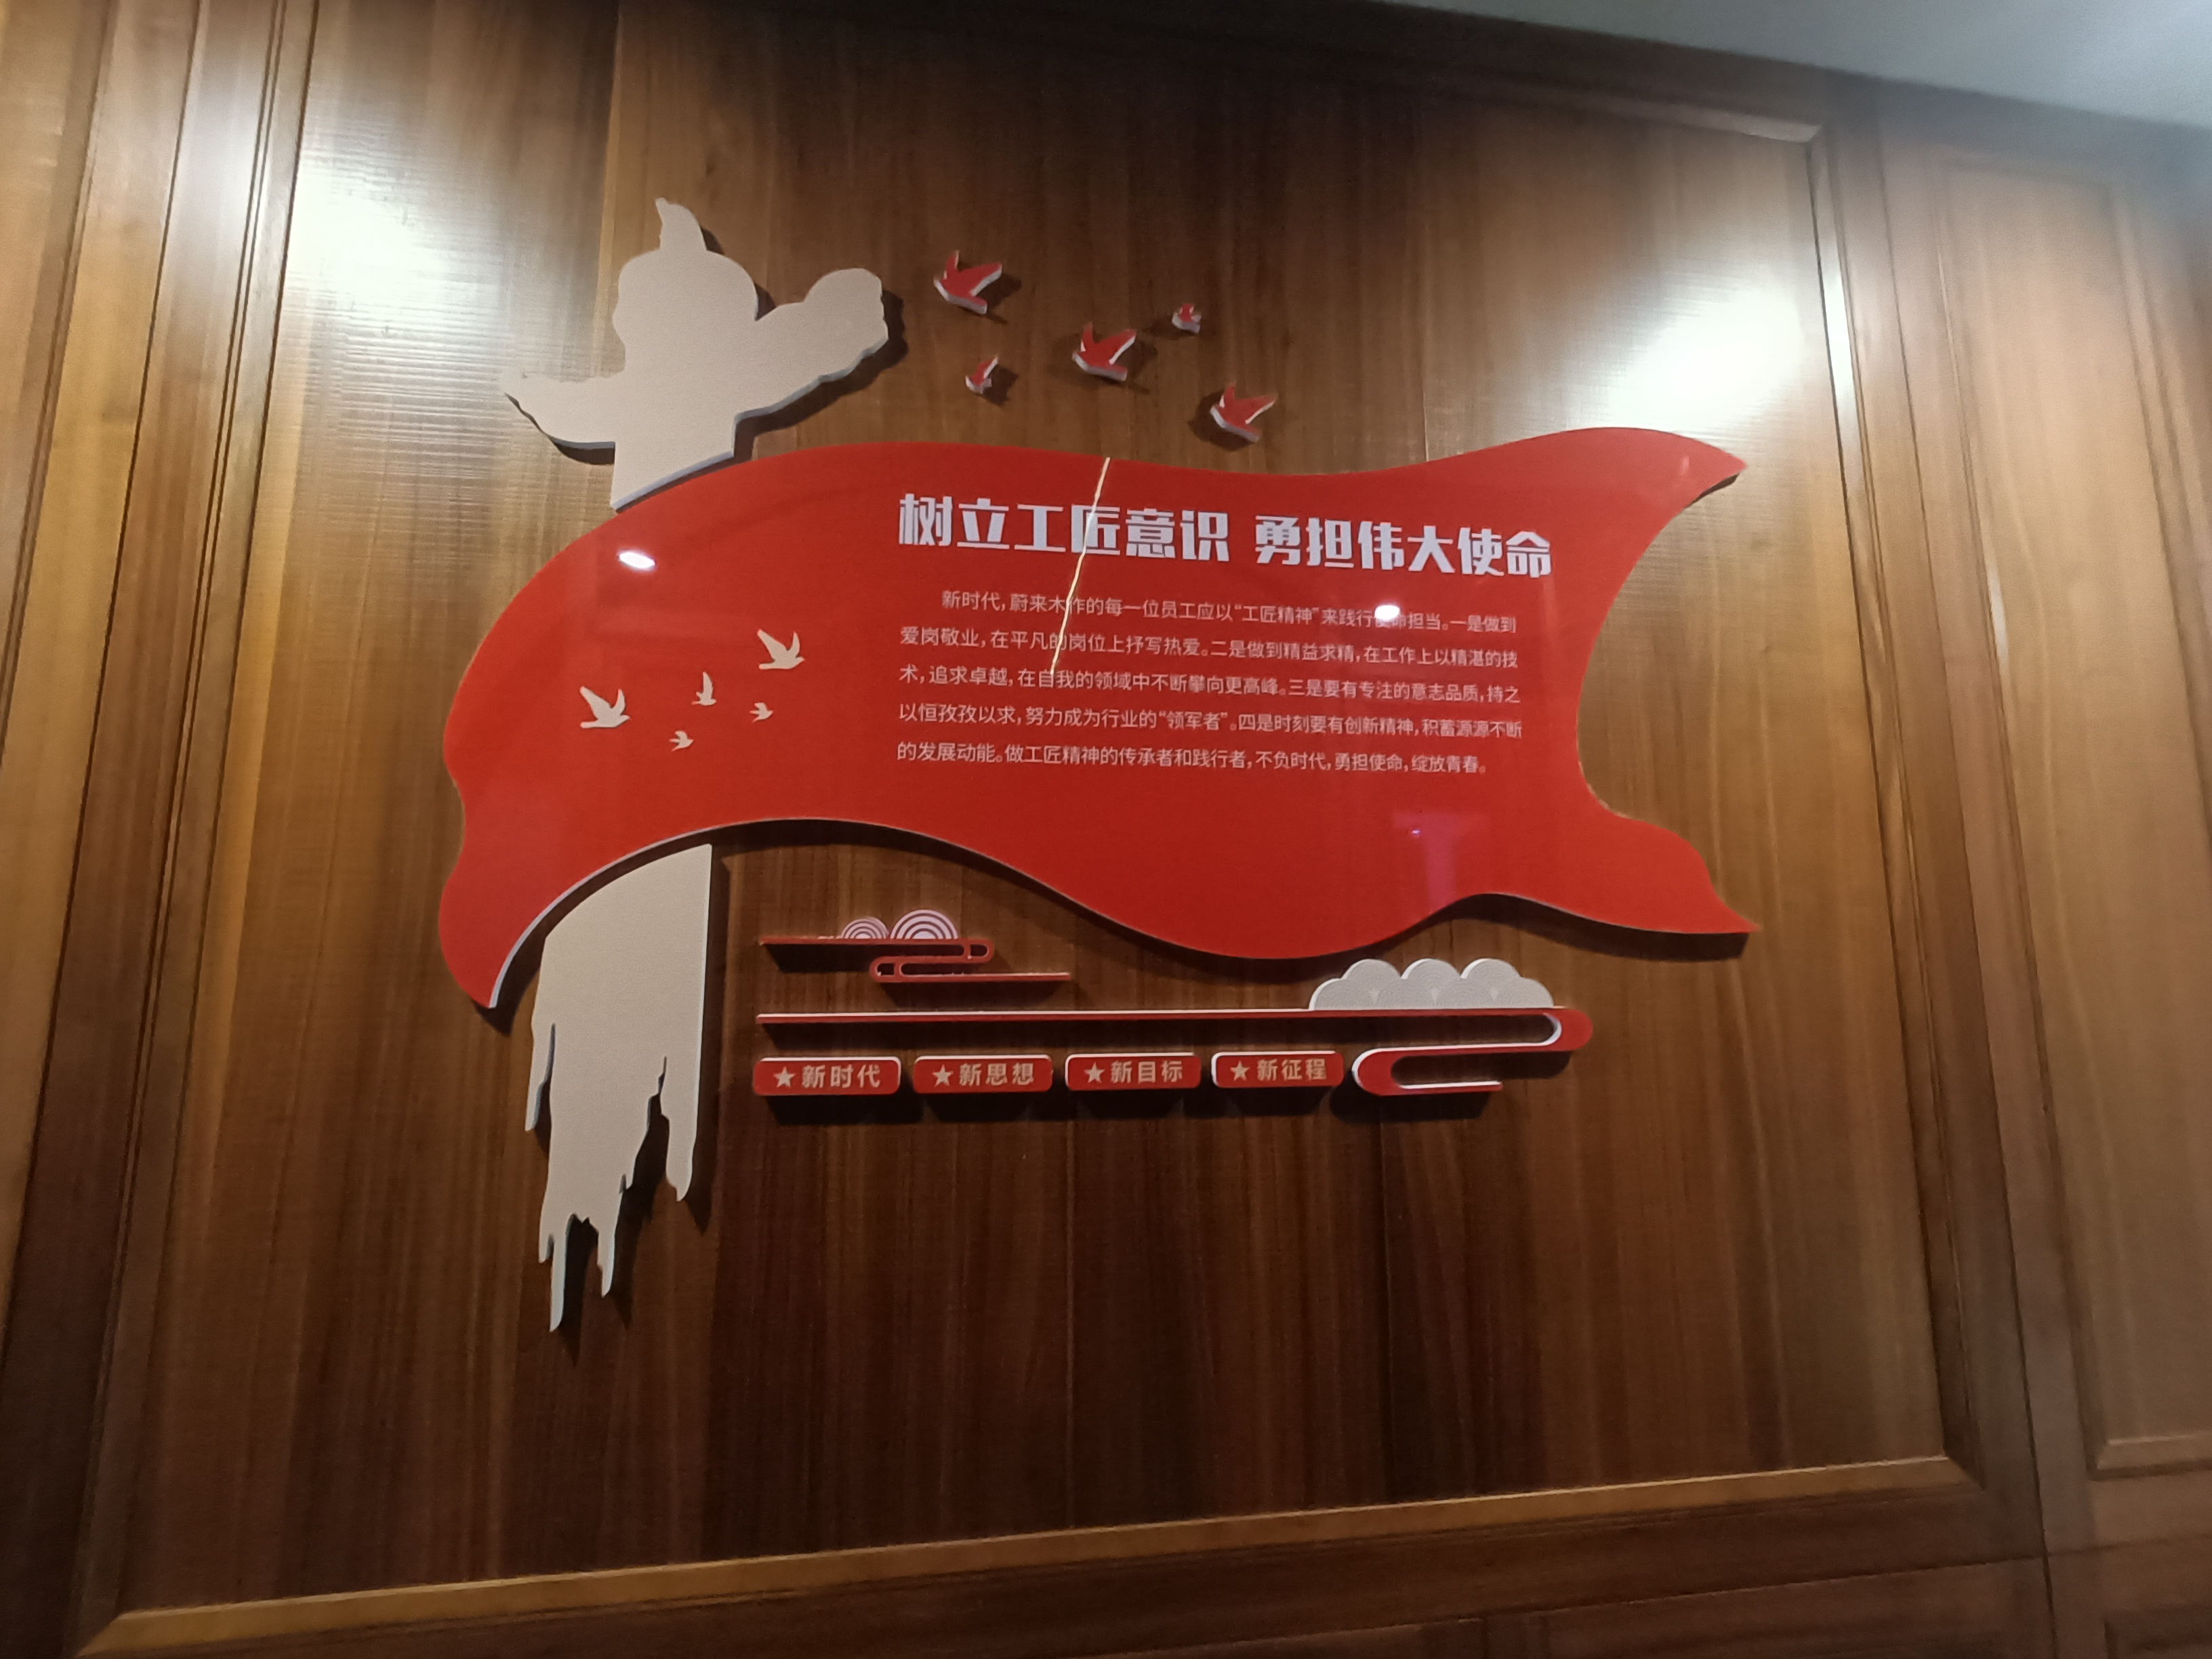 树立工匠意识 勇担伟大使命
新时代，蔚来木作的每一位员工应以“工匠精神”来践行使命担当。一是做到
爱岗敬业，在平凡的岗位上抒写热爱。二是做到精益求精，在工作上以精湛的技
术，追求卓越，在自我的领域中不断攀向更高峰。三是要有专注的意志品质，持之
以恒孜孜以求，努力成为行业的“领军者”。四是时刻要有创新精神，积蓄源源不断
的发展动能。做工匠精神的传承者和践行者，不负时代，勇担使命，绽放青春。
★新时代 ★新思想 ★新目标 ★新征程